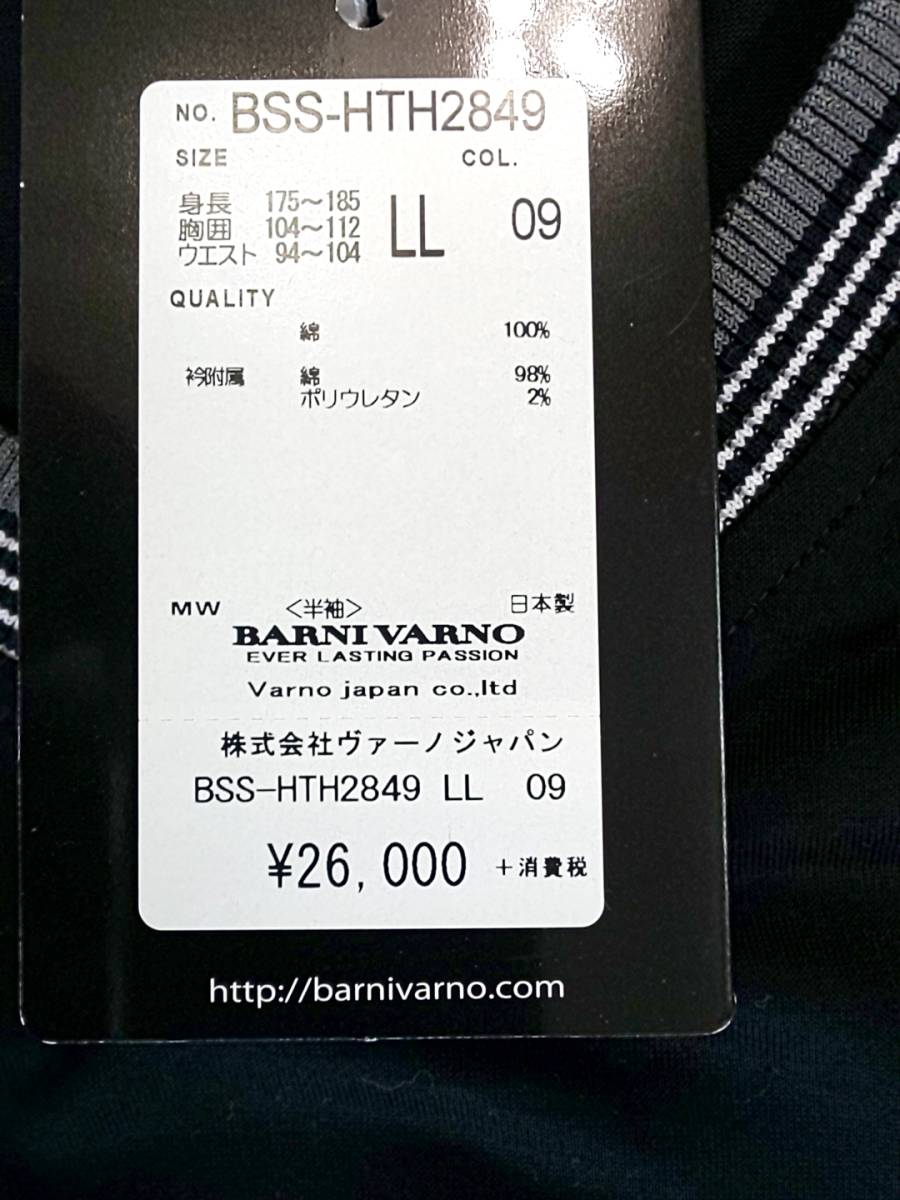 NO. BSS-HTH2849
SIZE COL.
身長 175〜185
胸囲 104〜112
ウエスト 94〜104
LL 09
QUALITY
綿 100%
衿附属 綿 98%
ポリウレタン 2%
MW <半袖> 日本製
BARNI VARNO
EVER LASTING PASSION
Varno japan co.,ltd
株式会社ヴァーノジャパン
BSS-HTH2849 LL 09
¥26,000 +消費税
http://barnivarno.com